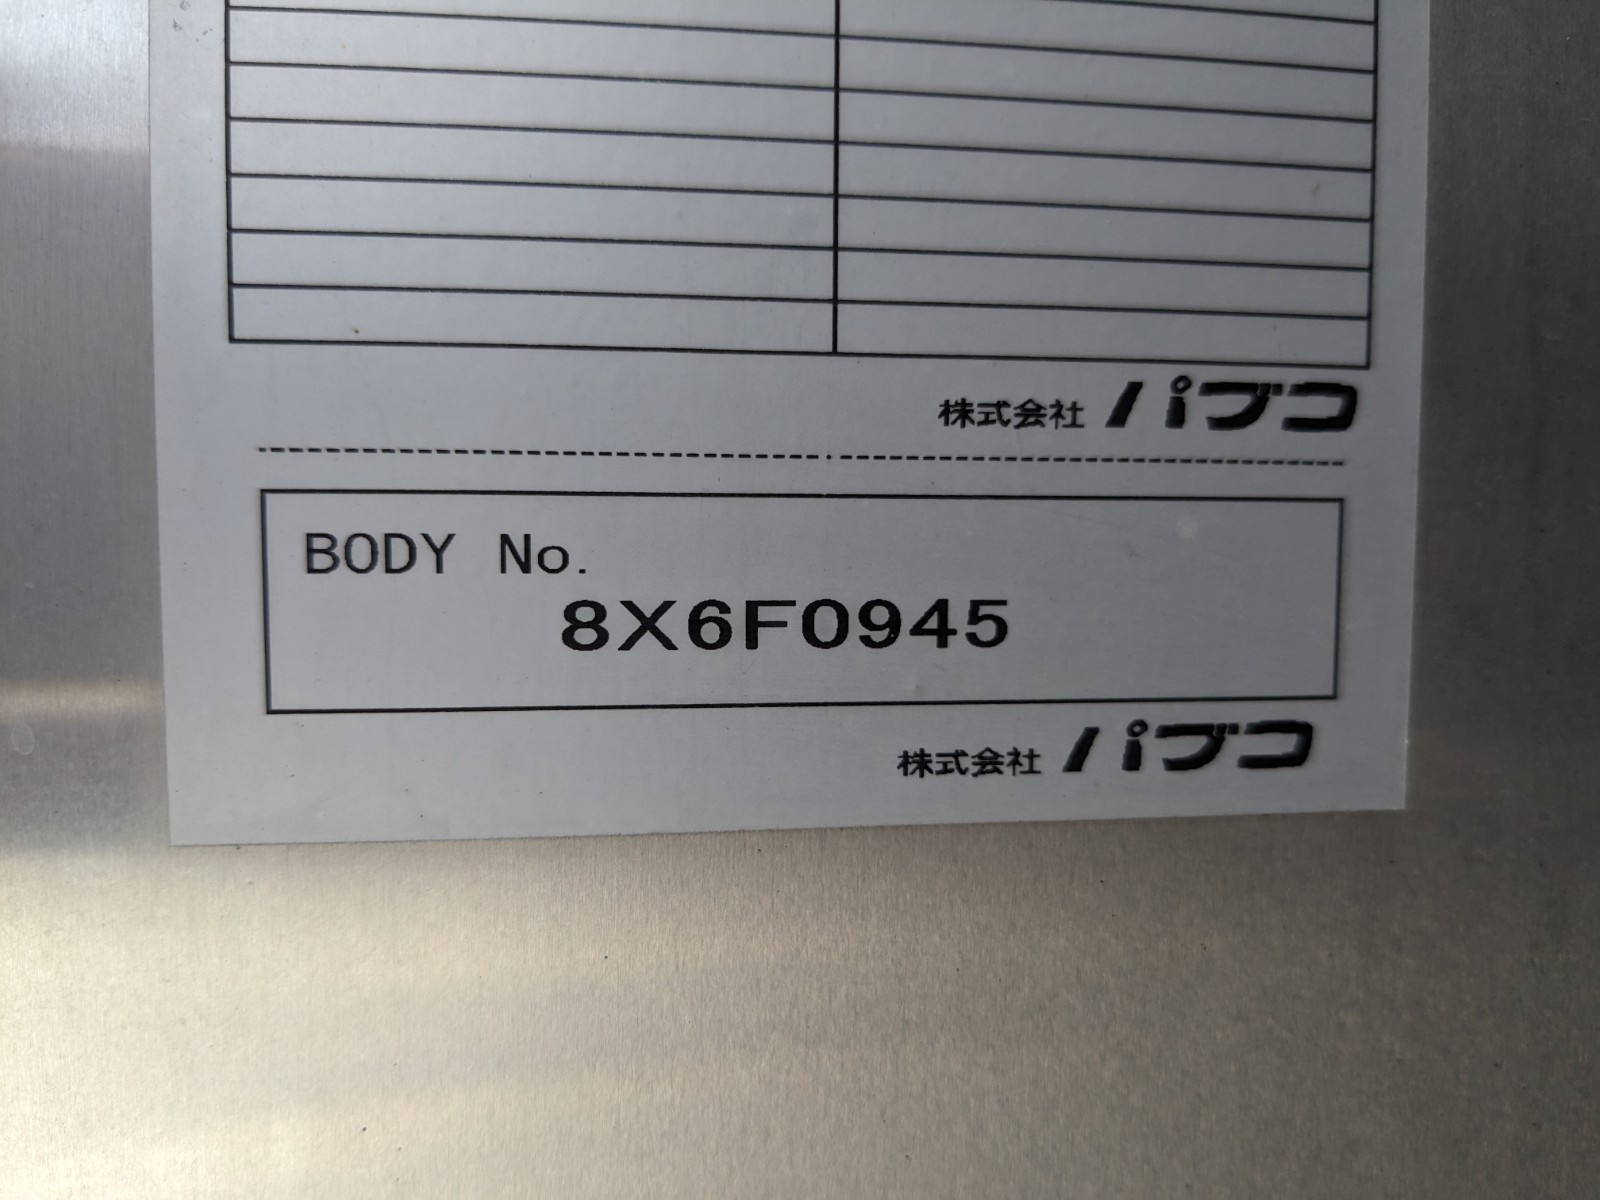 株式会社 パブコ
BODY No.
8X6F0945
株式会社 パブコ